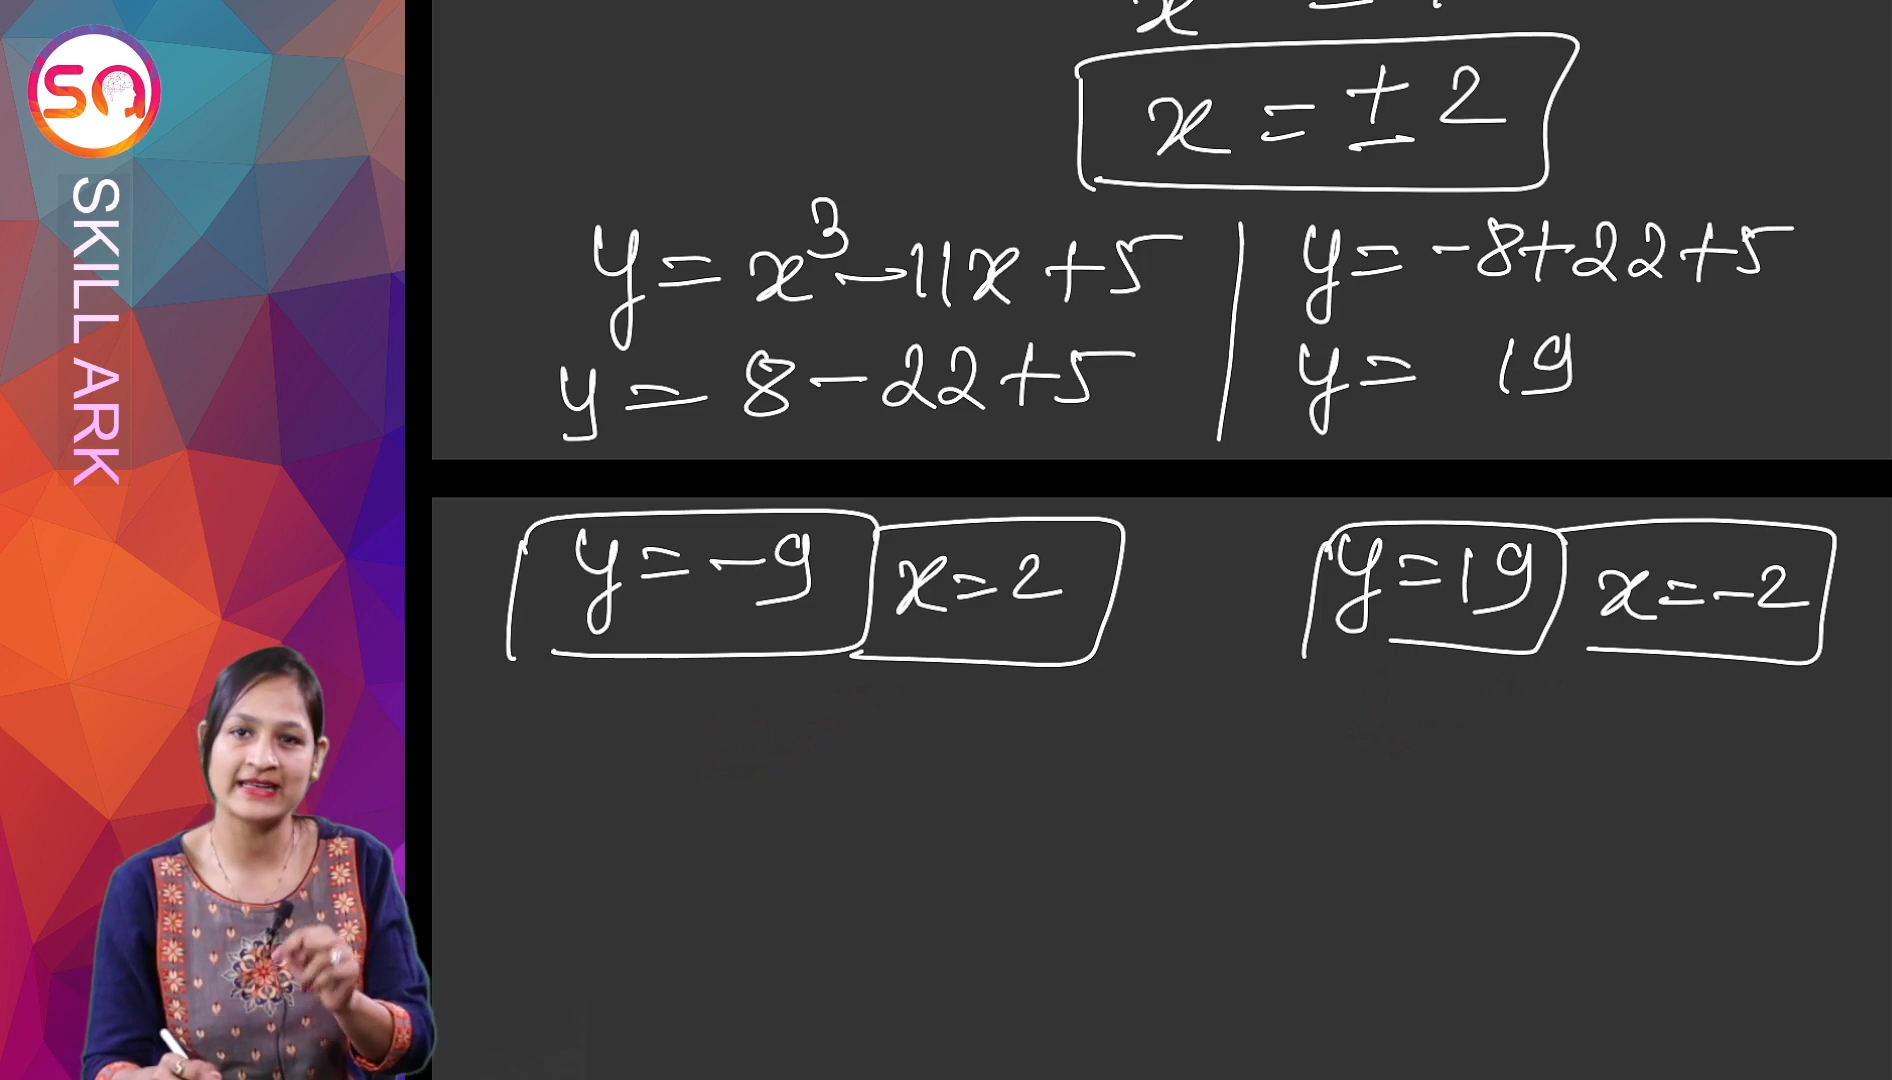 SKILL ARK
x = ± 2
y = x³ - 11x + 5
y = 8 - 22 + 5
y = -8 + 22 + 5
y = 19
y = -9 x = 2
y = 19 x = -2